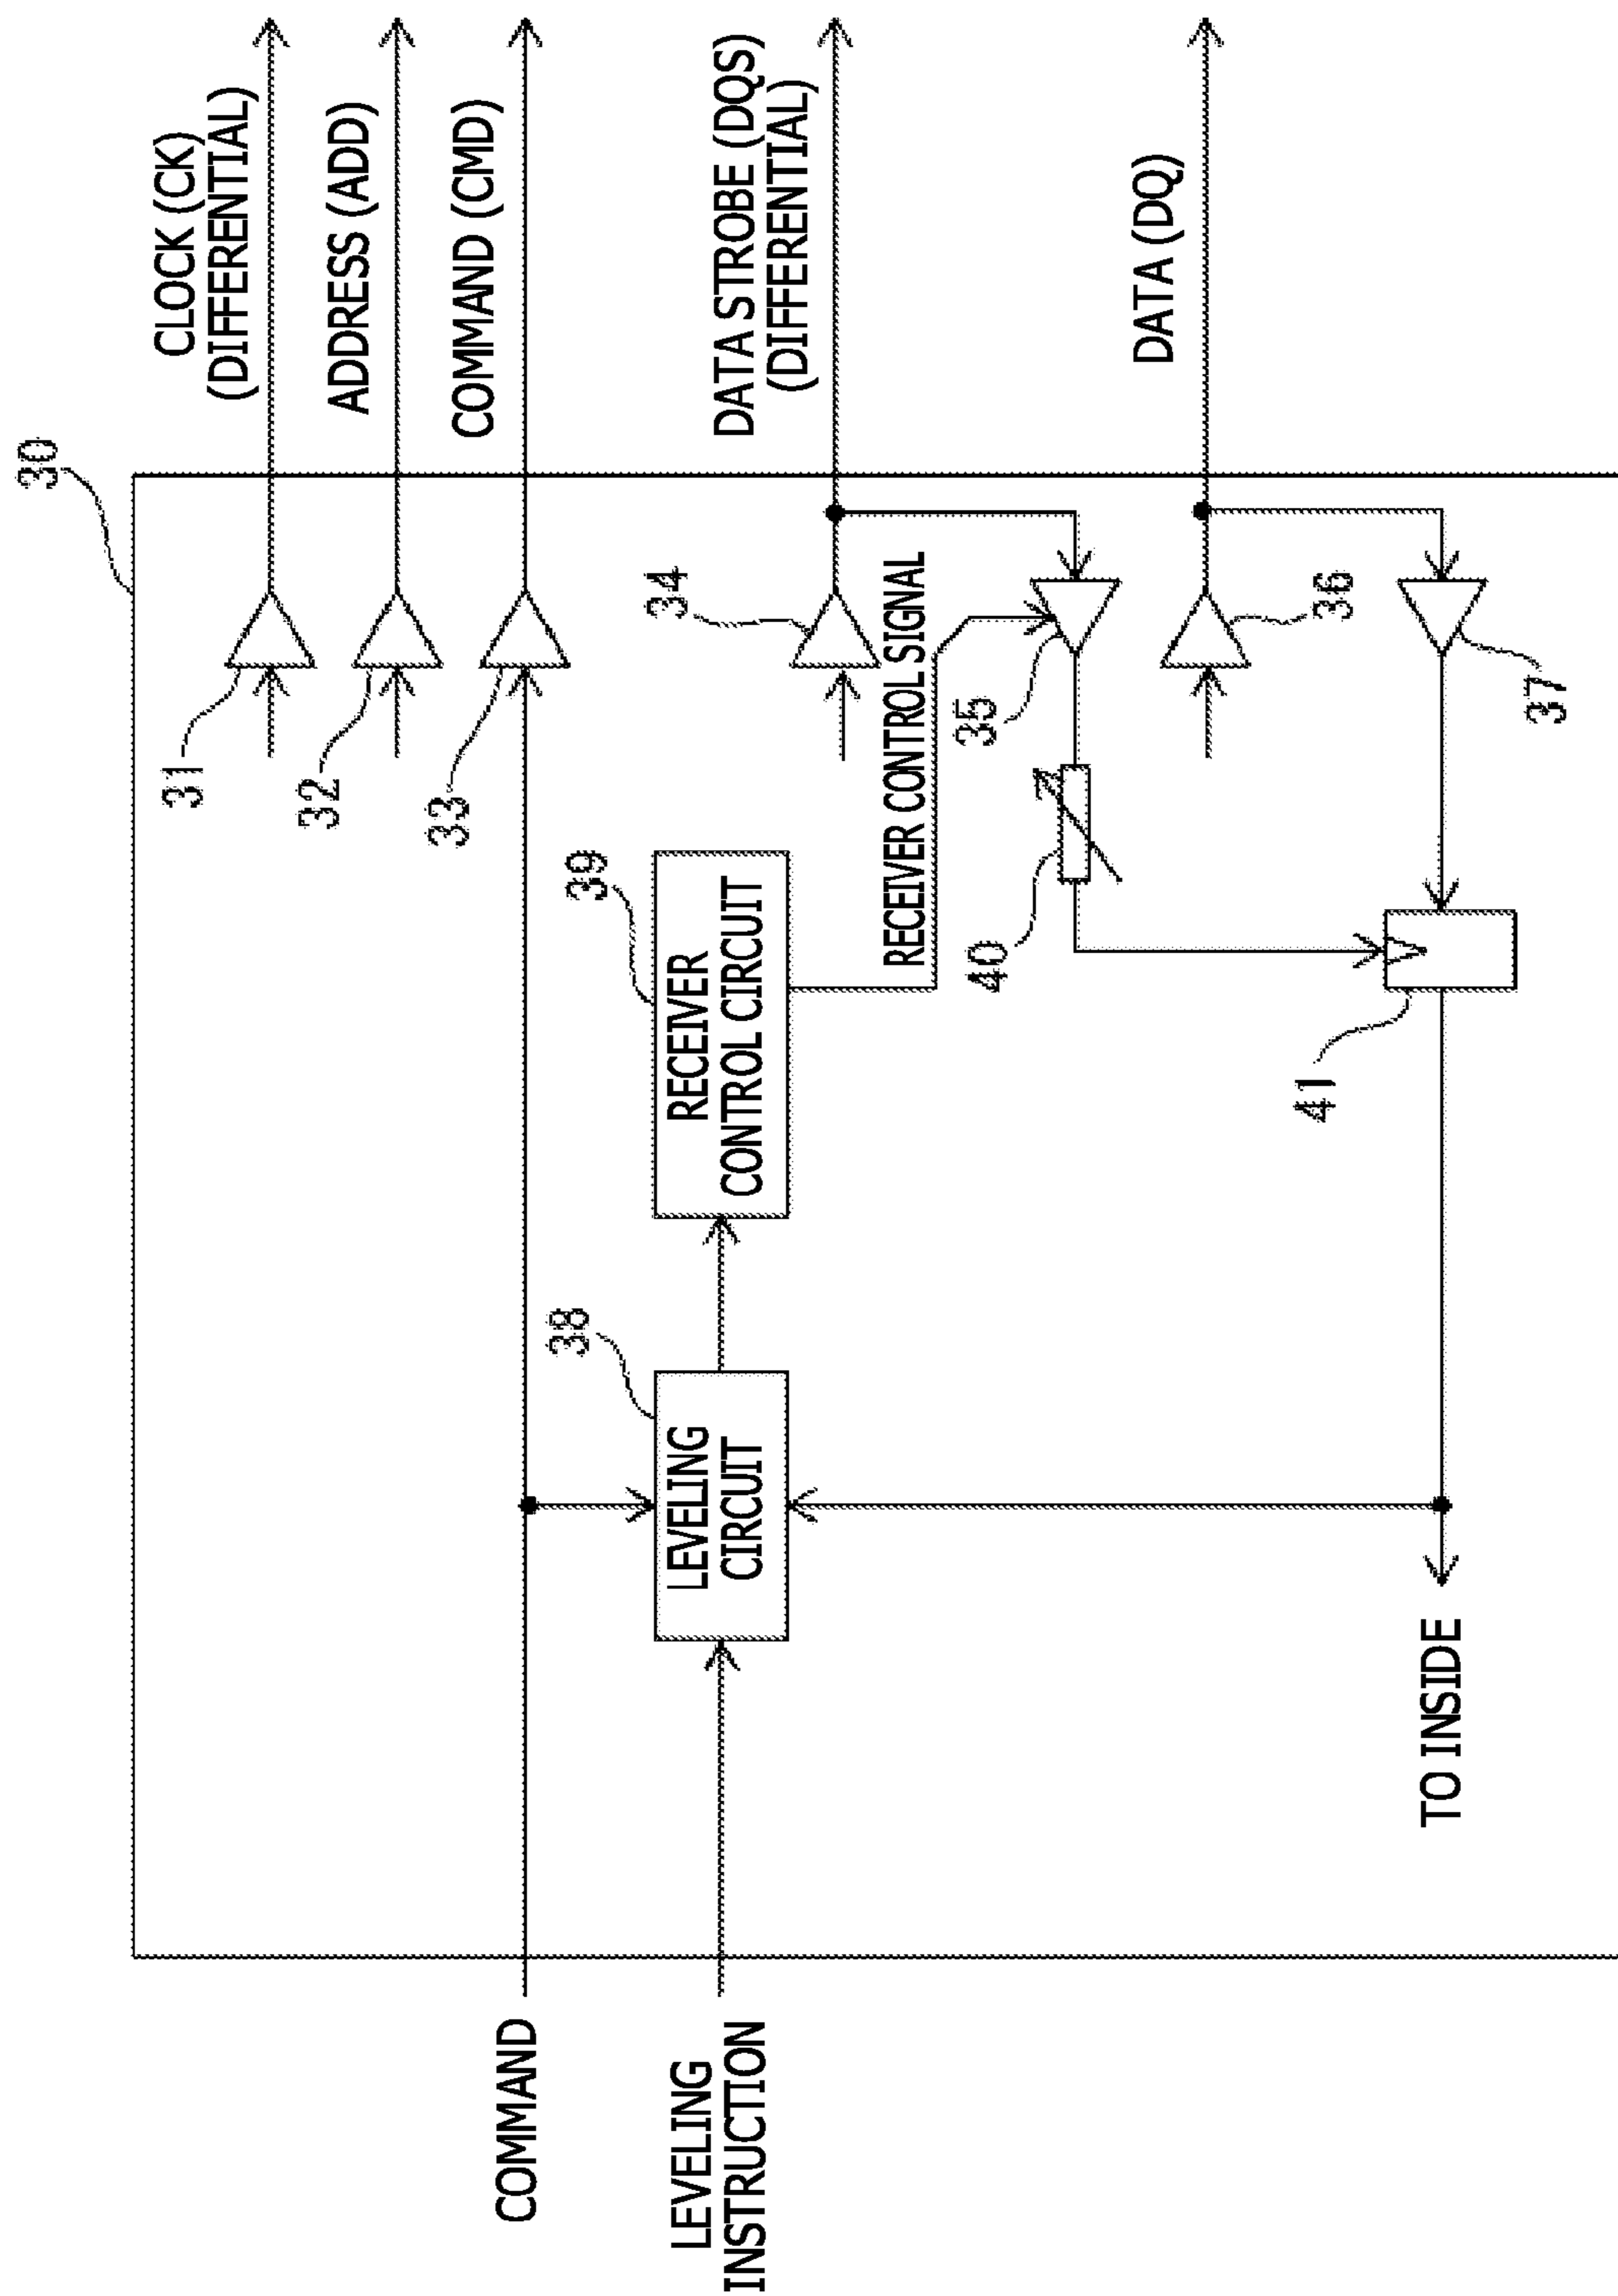 30
CLOCK (CK)
(DIFFERENTIAL)
31
ADDRESS (ADD)
32
COMMAND (CMD)
33
COMMAND
38
39
LEVELING
INSTRUCTION
LEVELING
CIRCUIT
RECEIVER
CONTROL CIRCUIT
34
DATA STROBE (DQS)
(DIFFERENTIAL)
RECEIVER CONTROL SIGNAL
35
40
DATA (DQ)
36
41
37
TO INSIDE